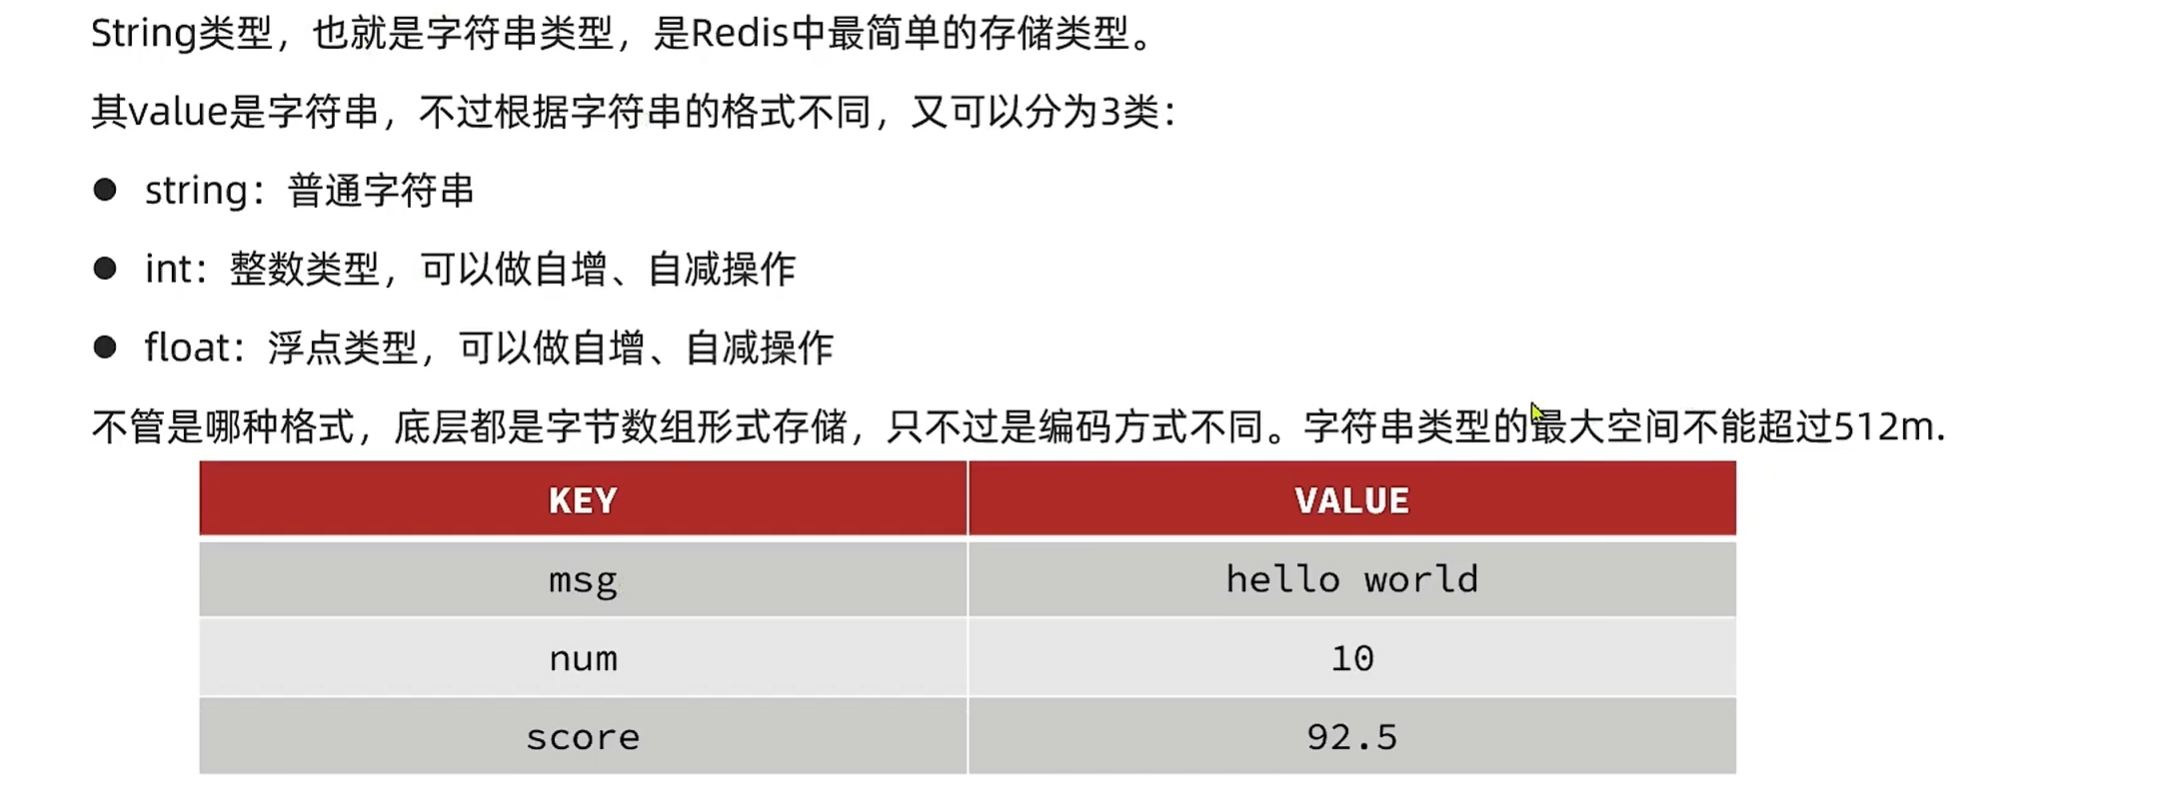 String类型，也就是字符串类型，是Redis中最简单的存储类型。
其value是字符串，不过根据字符串的格式不同，又可以分为3类：
● string：普通字符串
● int：整数类型，可以做自增、自减操作
● float：浮点类型，可以做自增、自减操作
不管是哪种格式，底层都是字节数组形式存储，只不过是编码方式不同。字符串类型的最大空间不能超过512m.
KEY VALUE
msg hello world
num 10
score 92.5